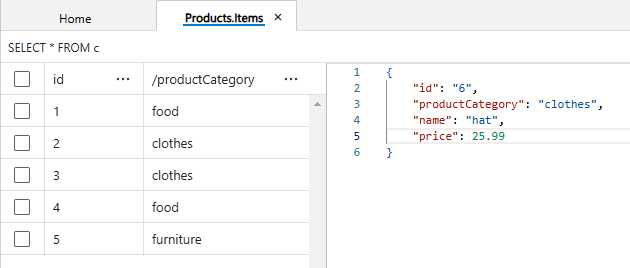 Home Products.Items ×
SELECT * FROM c
id ... /productCategory ...
1 food
2 clothes
3 clothes
4 food
5 furniture
1 {
2 "id": "6",
3 "productCategory": "clothes",
4 "name": "hat",
5 "price": 25.99
6 }